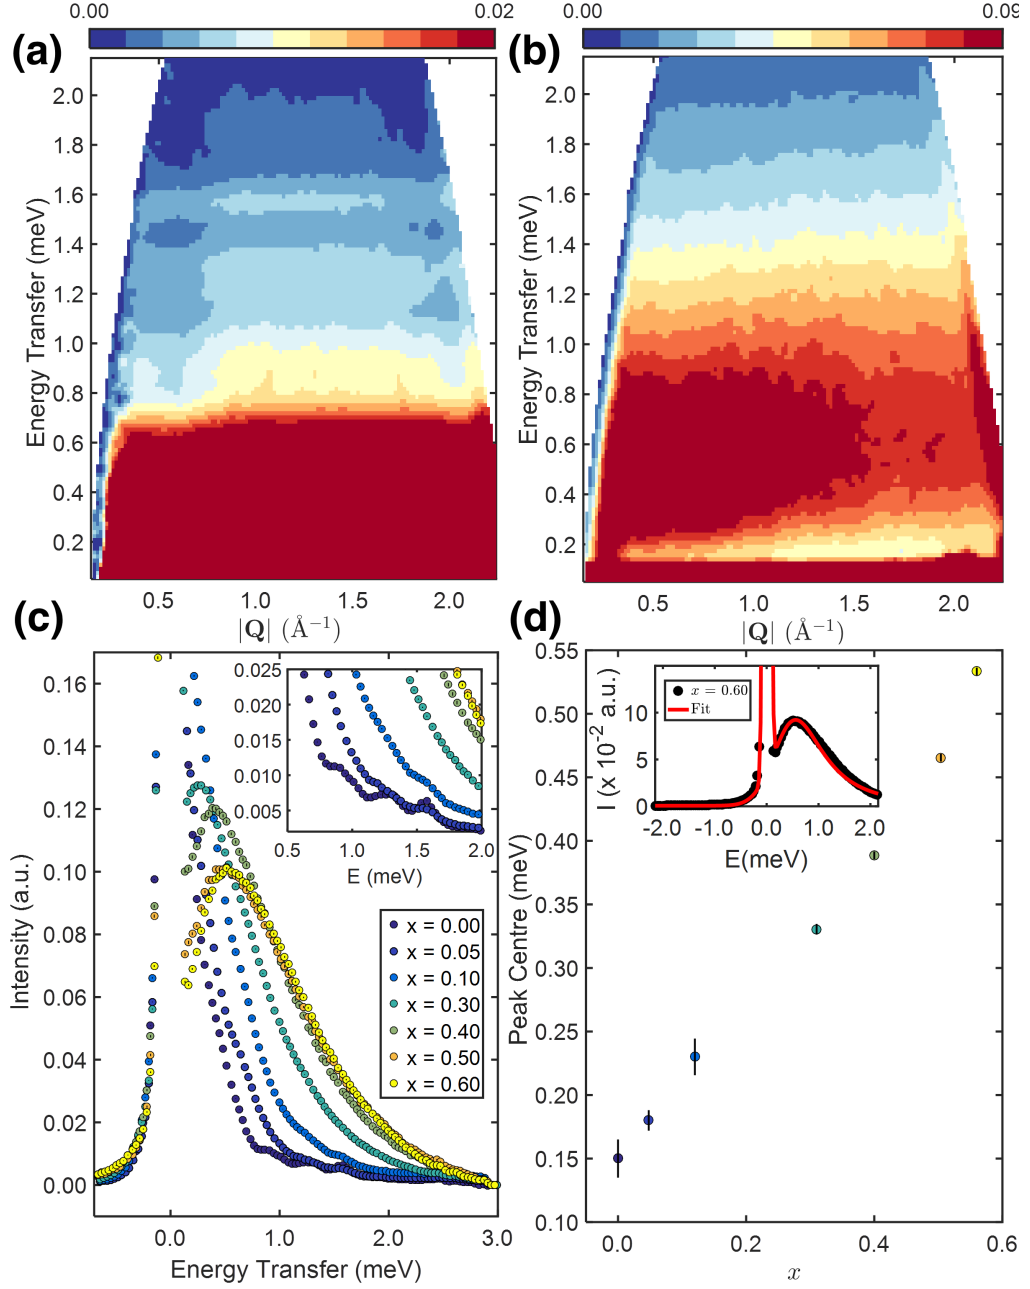 0.00 0.02
0.00 0.09
(a)
2.0
1.8
1.6
1.4
1.2
1.0
0.8
0.6
0.4
0.2
Energy Transfer (meV)
0.5 1.0 1.5 2.0
|Q| (Å⁻¹)
(b)
2.0
1.8
1.6
1.4
1.2
1.0
0.8
0.6
0.4
0.2
Energy Transfer (meV)
0.5 1.0 1.5 2.0
|Q| (Å⁻¹)
(c)
0.16
0.14
0.12
0.10
0.08
0.06
0.04
0.02
0.00
Intensity (a.u.)
0.025
0.020
0.015
0.010
0.005
0.5 1.0 1.5 2.0
E (meV)
x = 0.00
x = 0.05
x = 0.10
x = 0.30
x = 0.40
x = 0.50
x = 0.60
0.0 1.0 2.0 3.0
Energy Transfer (meV)
(d)
0.55
0.50
0.45
0.40
0.35
0.30
0.25
0.20
0.15
0.10
Peak Centre (meV)
I (x 10⁻² a.u.)
10
5
0
x = 0.60
Fit
-2.0 -1.0 0.0 1.0 2.0
E(meV)
0.0 0.2 0.4 0.6
x